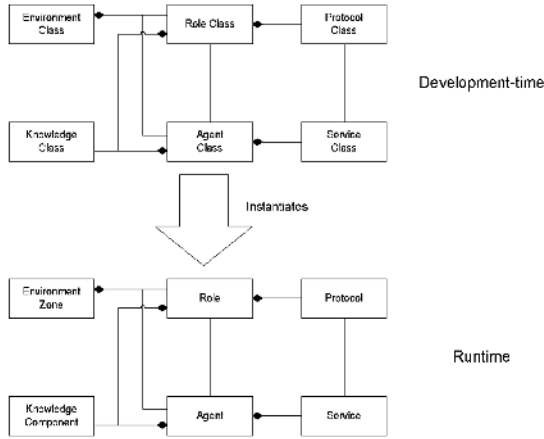 Environment
Class
Role Class
Protocol
Class
Development-time
Knowledge
Class
Agent
Class
Service
Class
Instantiates
Environment
Zone
Role
Protocol
Runtime
Knowledge
Component
Agent
Service